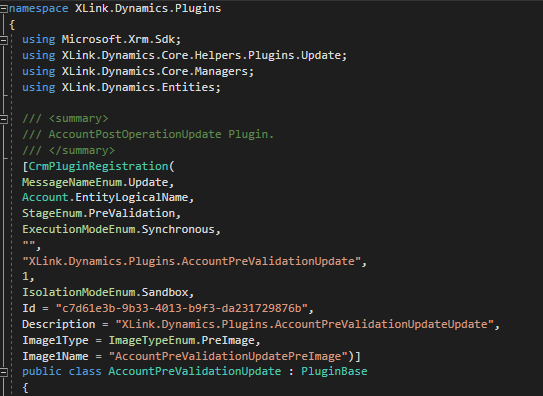 namespace XLink.Dynamics.Plugins
{
using Microsoft.Xrm.Sdk;
using XLink.Dynamics.Core.Helpers.Plugins.Update;
using XLink.Dynamics.Core.Managers;
using XLink.Dynamics.Entities;
/// <summary>
/// AccountPostOperationUpdate Plugin.
/// </summary>
[CrmPluginRegistration(
MessageNameEnum.Update,
Account.EntityLogicalName,
StageEnum.PreValidation,
ExecutionModeEnum.Synchronous,
"",
"XLink.Dynamics.Plugins.AccountPreValidationUpdate",
1,
IsolationModeEnum.Sandbox,
Id = "c7d61e3b-9b33-4013-b9f3-da231729876b",
Description = "XLink.Dynamics.Plugins.AccountPreValidationUpdateUpdate",
Image1Type = ImageTypeEnum.PreImage,
Image1Name = "AccountPreValidationUpdatePreImage")]
public class AccountPreValidationUpdate : PluginBase
{